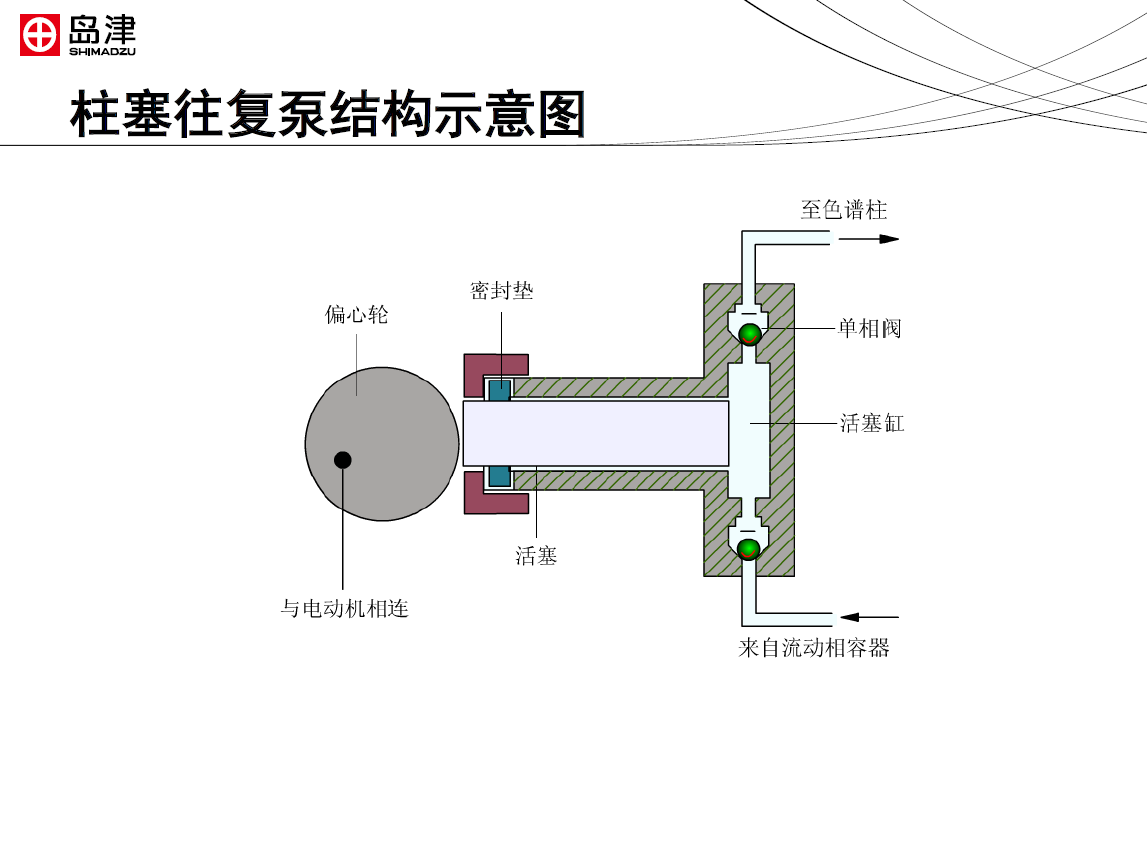 岛津
SHIMADZU
柱塞往复泵结构示意图
至色谱柱
密封垫
偏心轮
单相阀
活塞缸
活塞
与电动机相连
来自流动相容器